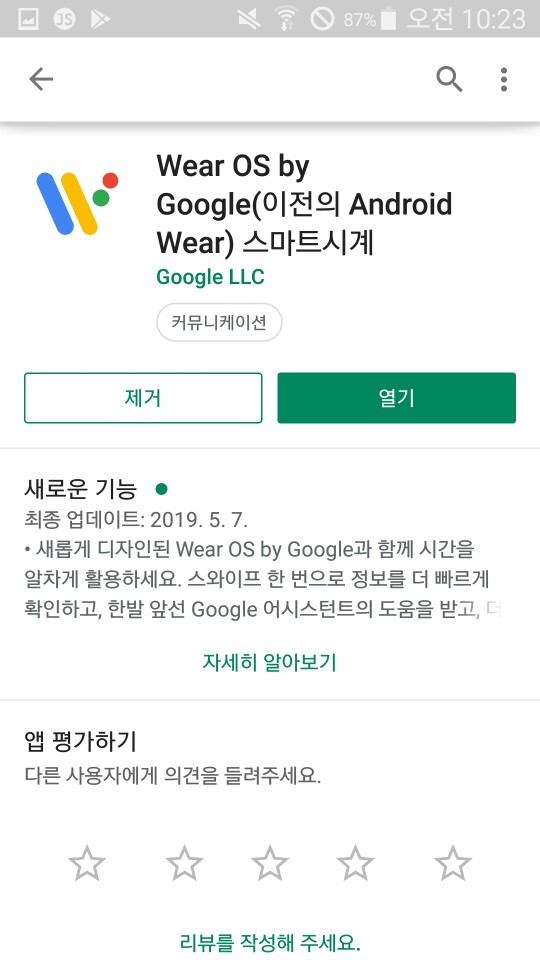 JS
87%
오전 10:23
Wear OS by
Google(이전의 Android
Wear) 스마트시계
Google LLC
커뮤니케이션
제거
열기
새로운 기능
최종 업데이트: 2019. 5. 7.
• 새롭게 디자인된 Wear OS by Google과 함께 시간을
알차게 활용하세요. 스와이프 한 번으로 정보를 더 빠르게
확인하고, 한발 앞선 Google 어시스턴트의 도움을 받고, 더
자세히 알아보기
앱 평가하기
다른 사용자에게 의견을 들려주세요.
리뷰를 작성해 주세요.